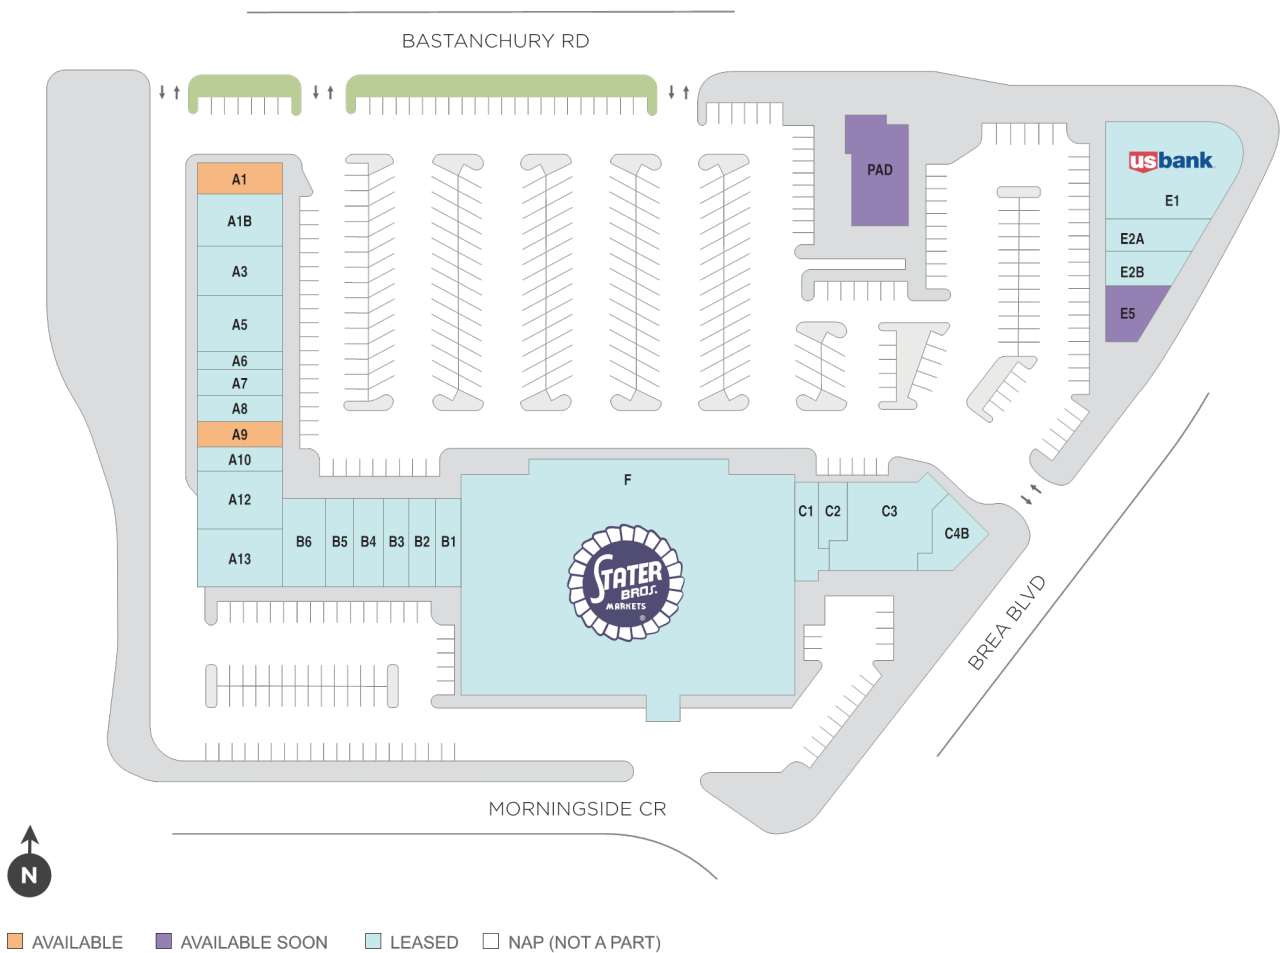 BASTANCHURY RD
A1
A1B
A3
A5
A6
A7
A8
A9
A10
A12
A13
PAD
usbank
E1
E2A
E2B
E5
F
STATER
BROS.
MARKETS
®
B6 B5 B4 B3 B2 B1
C1 C2 C3
C4B
BREA BLVD
MORNINGSIDE CR
N
AVAILABLE AVAILABLE SOON LEASED NAP (NOT A PART)